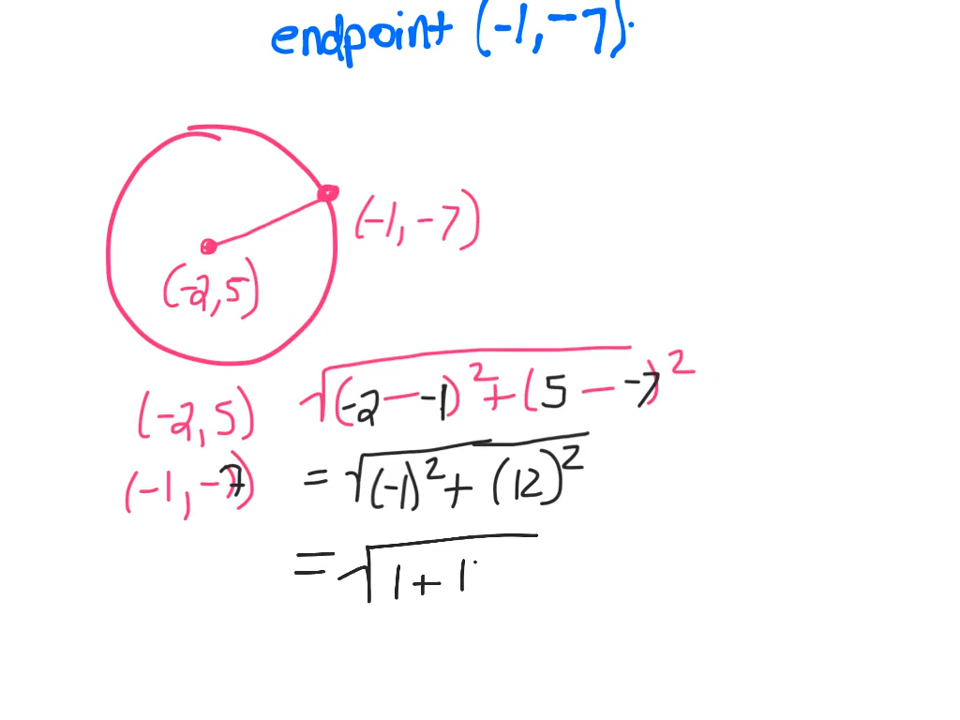 endpoint (-1, -7).
(-1, -7)
(-2, 5)
(-2, 5)
(-1, -7)
√(-2 - -1)² + (5 - -7)²
= √(-1)² + (12)²
= √1 + 1